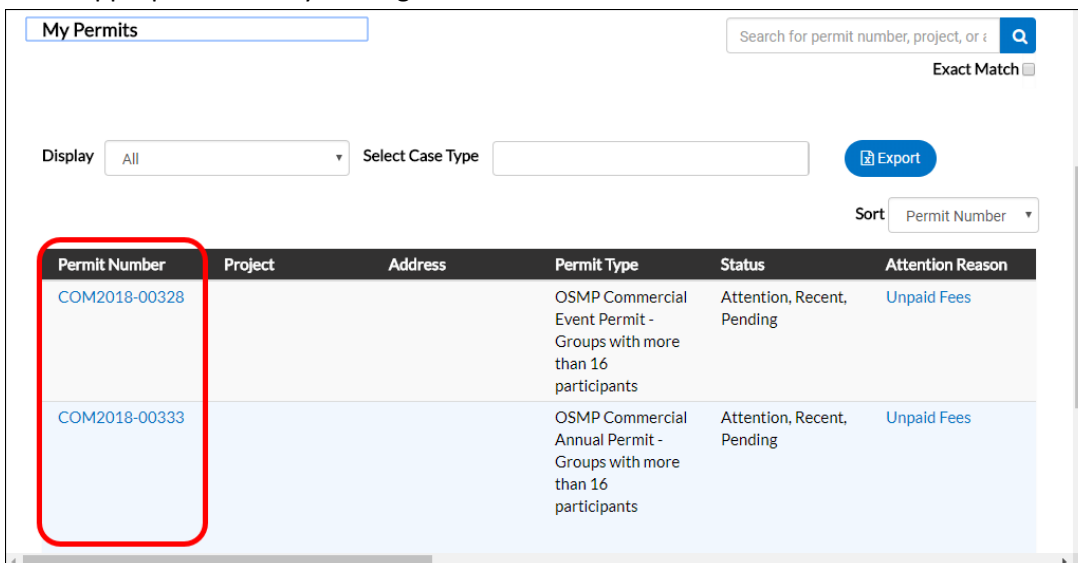 My Permits
Search for permit number, project, or a
Exact Match
Display All Select Case Type Export
Sort Permit Number
Permit Number Project Address Permit Type Status Attention Reason
COM2018-00328 OSMP Commercial Attention, Recent, Unpaid Fees
Event Permit - Pending
Groups with more
than 16
participants
COM2018-00333 OSMP Commercial Attention, Recent, Unpaid Fees
Annual Permit - Pending
Groups with more
than 16
participants